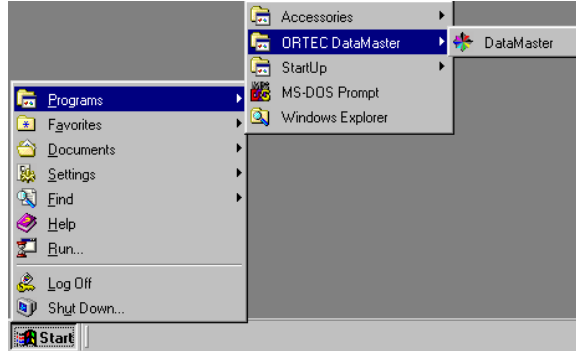 Accessories
ORTEC DataMaster
DataMaster
StartUp
MS-DOS Prompt
Windows Explorer
Programs
Favorites
Documents
Settings
Find
Help
Run...
Log Off
Shut Down...
Start